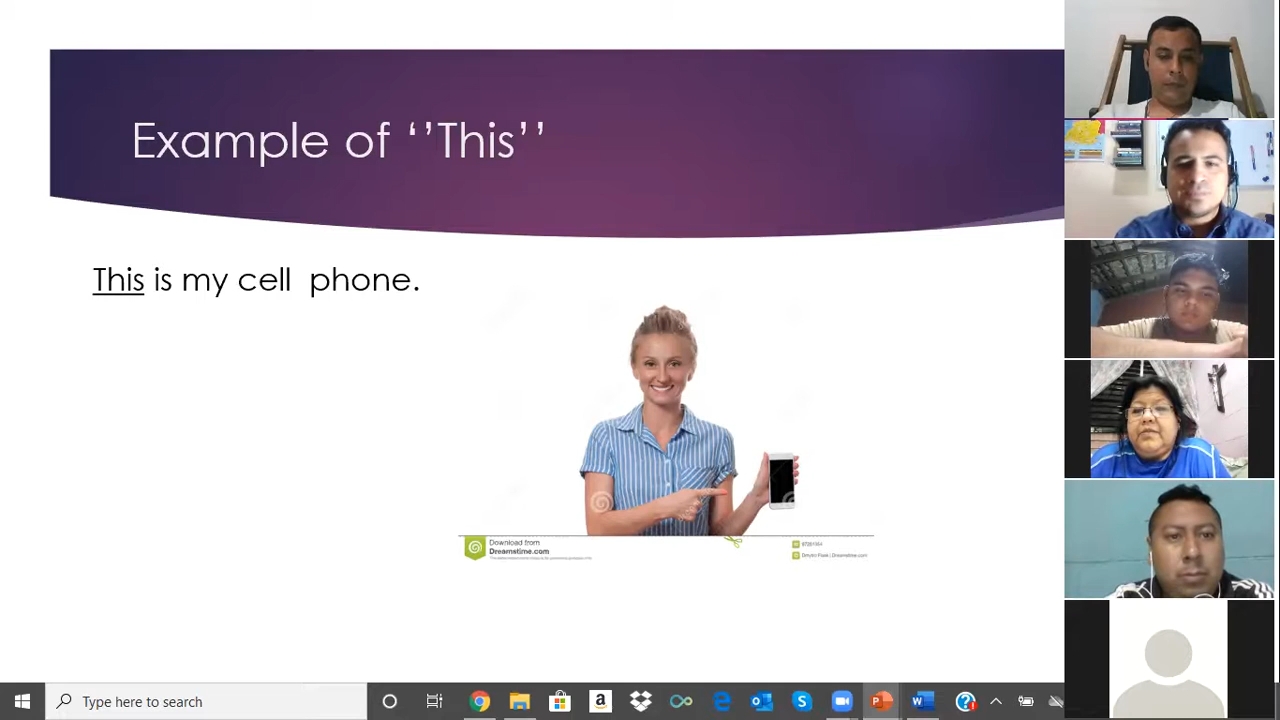 Example of ‘’This’’
This is my cell  phone.
Download from
Dreamstime.com
Type here to search